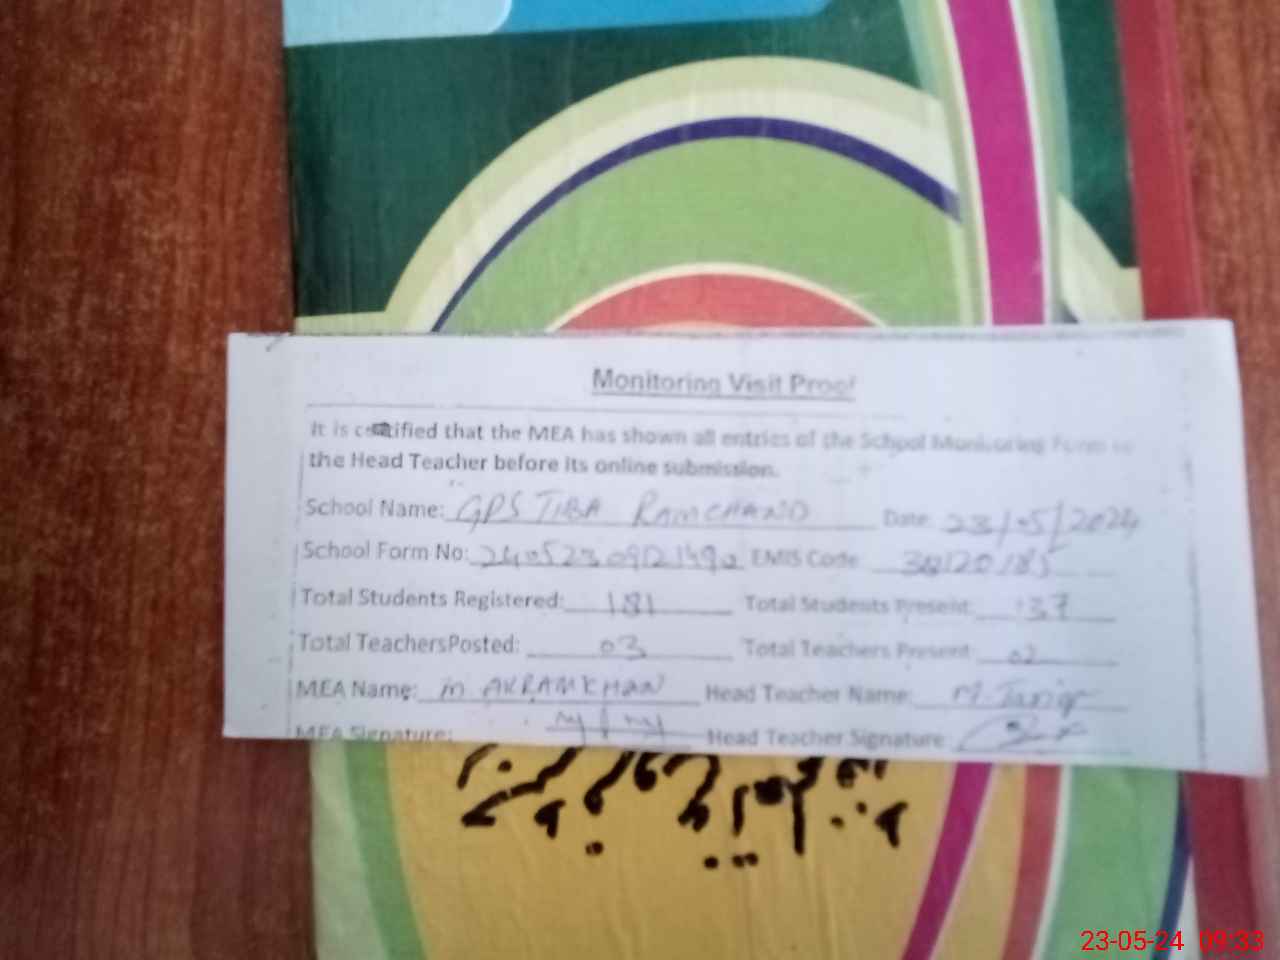 Monitoring Visit Proof
It is certified that the MEA has shown all entries of the School Monitoring Form to
the Head Teacher before its online submission.
School Name: GPS TIBA RAMCHAND Date: 23/05/2024
School Form No: EMIS Code
Total Students Registered: 181 Total Students Present: 137
Total TeachersPosted: 03 Total Teachers Present: 02
MEA Name: M AKRAM KHAN Head Teacher Name: M. Tariq
MEA Signature: Head Teacher Signature
23-05-24 09:33